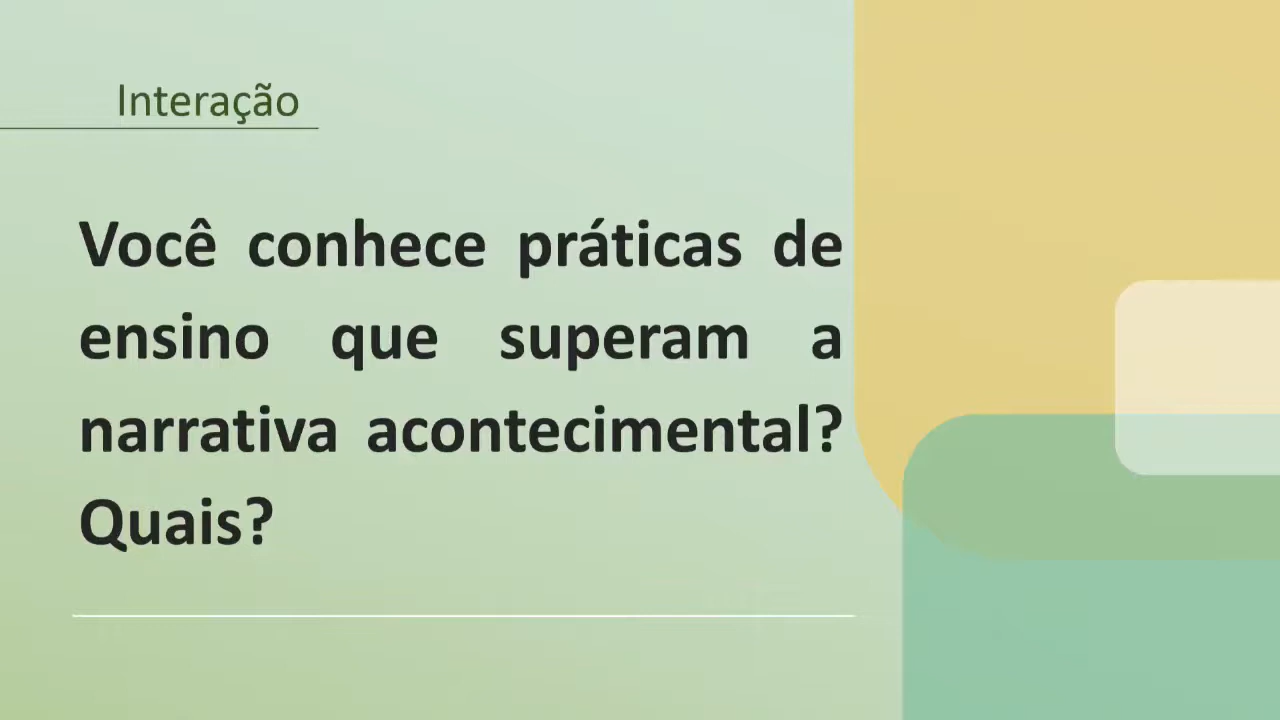 Interação
Você conhece práticas de
ensino que superam a
narrativa acontecimental?
Quais?